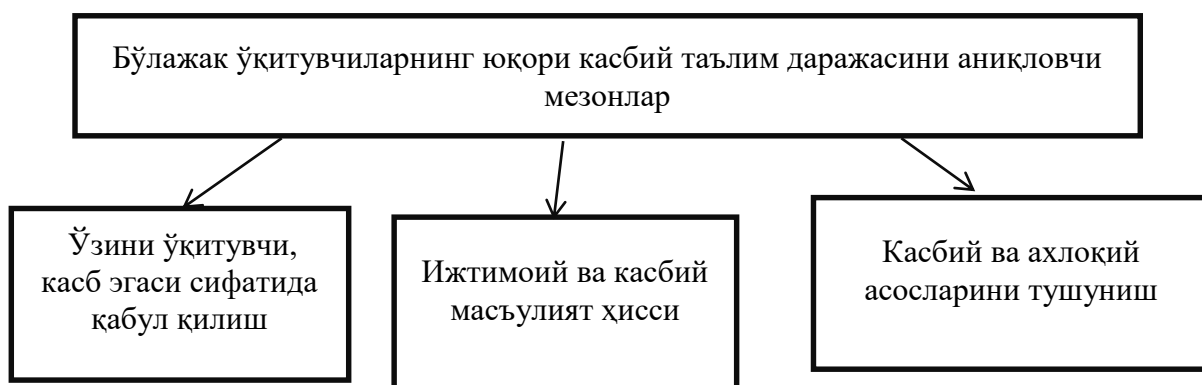 Бўлажак ўқитувчиларнинг юқори касбий таълим даражасини аниқловчи
мезонлар
Ўзини ўқитувчи,
касб эгаси сифатида
қабул қилиш
Ижтимоий ва касбий
масъулият ҳисси
Касбий ва ахлоқий
асосларини тушуниш